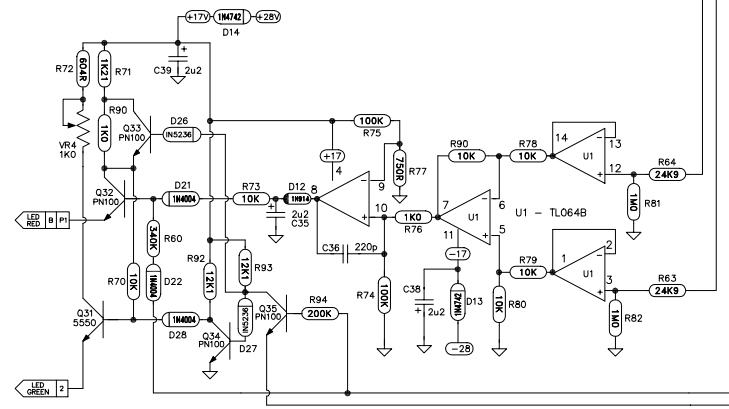 +17V 1N4742 +28V
D14
R72 604R 1K21 R71
+ C39 2u2
VR4 1K0
R90 1K0
Q33 PN100
D26 IN5236
100K R75
+17 4
750R R77
R90 10K
R78 10K
14 13 12 U1 − +
R64 24K9
R81 1M0
Q32 PN100
D21 1N4004
R73 10K
D12 1N914
8 9 10 − +
+ 2u2 C35
1K0 R76
7 6 5 U1 − +
U1 - TL064B
LED RED B P1
R60 340K
D22 1N4004
C36 220p
11
−17
R79 10K
1 2 3 U1 − +
R63 24K9
R82 1M0
R70 10K
R92 12K1
R93 12K1
R74 100K
C38 + 2u2
1N4742 D13
−28
10K R80
Q31 5550
1N4004 D28
Q34 PN100
IN5236 D27
Q35 PN100
R94 200K
LED GREEN 2